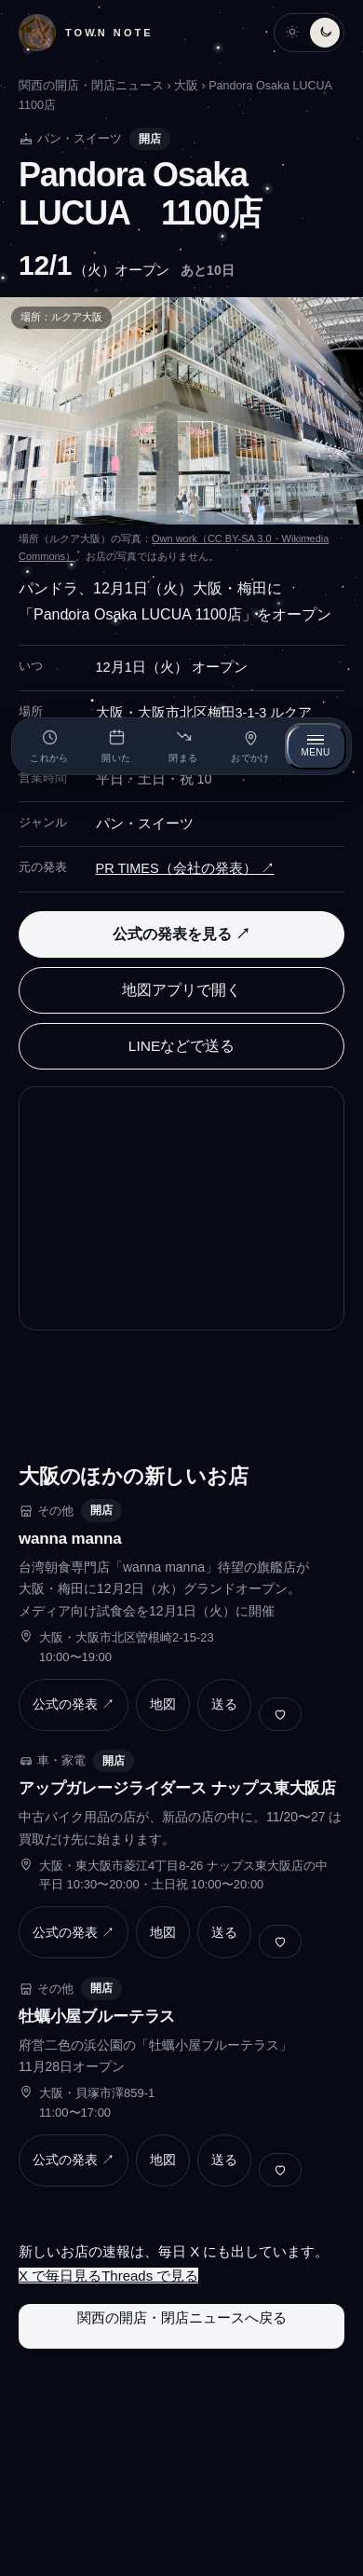 TOWN NOTE
関西の開店・閉店ニュース › 大阪 › Pandora Osaka LUCUA
1100店
パン・スイーツ 開店
Pandora Osaka
LUCUA　1100店
12/1（火）オープン あと10日
場所：ルクア大阪
場所（ルクア大阪）の写真：Own work（CC BY-SA 3.0・Wikimedia
Commons）。お店の写真ではありません。
パンドラ、12月1日（火）大阪・梅田に
「Pandora Osaka LUCUA 1100店」をオープン
いつ 12月1日（火） オープン
場所 大阪・大阪市北区梅田3-1-3 ルクア
これから 開いた 閉まる おでかけ MENU
営業時間 平日・土日・祝 10
ジャンル パン・スイーツ
元の発表 PR TIMES（会社の発表） ↗
公式の発表を見る ↗
地図アプリで開く
LINEなどで送る
大阪のほかの新しいお店
その他 開店
wanna manna
台湾朝食専門店「wanna manna」待望の旗艦店が
大阪・梅田に12月2日（水）グランドオープン。
メディア向け試食会を12月1日（火）に開催
大阪・大阪市北区曽根崎2-15-23
10:00〜19:00
公式の発表 ↗ 地図 送る
車・家電 開店
アップガレージライダース ナップス東大阪店
中古バイク用品の店が、新品の店の中に。11/20〜27 は
買取だけ先に始まります。
大阪・東大阪市菱江4丁目8-26 ナップス東大阪店の中
平日 10:30〜20:00・土日祝 10:00〜20:00
公式の発表 ↗ 地図 送る
その他 開店
牡蠣小屋ブルーテラス
府営二色の浜公園の「牡蠣小屋ブルーテラス」
11月28日オープン
大阪・貝塚市澤859-1
11:00〜17:00
公式の発表 ↗ 地図 送る
新しいお店の速報は、毎日 X にも出しています。
X で毎日見るThreads で見る
関西の開店・閉店ニュースへ戻る